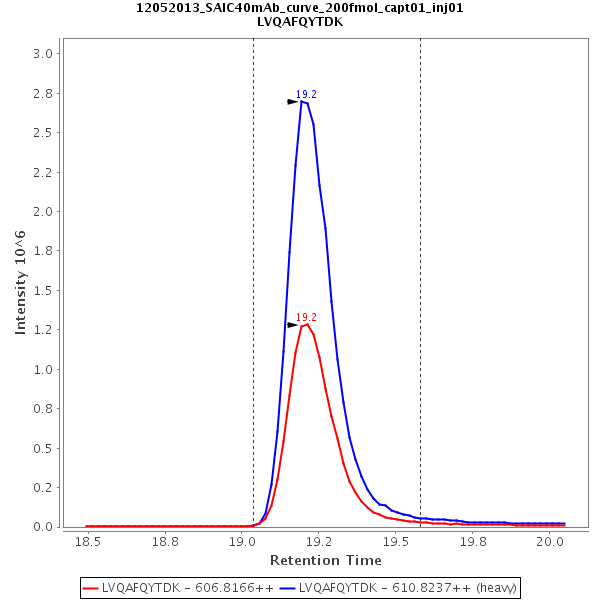 12052013_SAIC40mAb_curve_200fmol_capt01_inj01
LVQAFQYTDK
Intensity 10^6
3.0
2.8
2.5
2.2
2.0
1.8
1.5
1.2
1.0
0.8
0.5
0.2
0.0
19.2
19.2
18.5 18.8 19.0 19.2 19.5 19.8 20.0
Retention Time
LVQAFQYTDK - 606.8166++ LVQAFQYTDK - 610.8237++ (heavy)